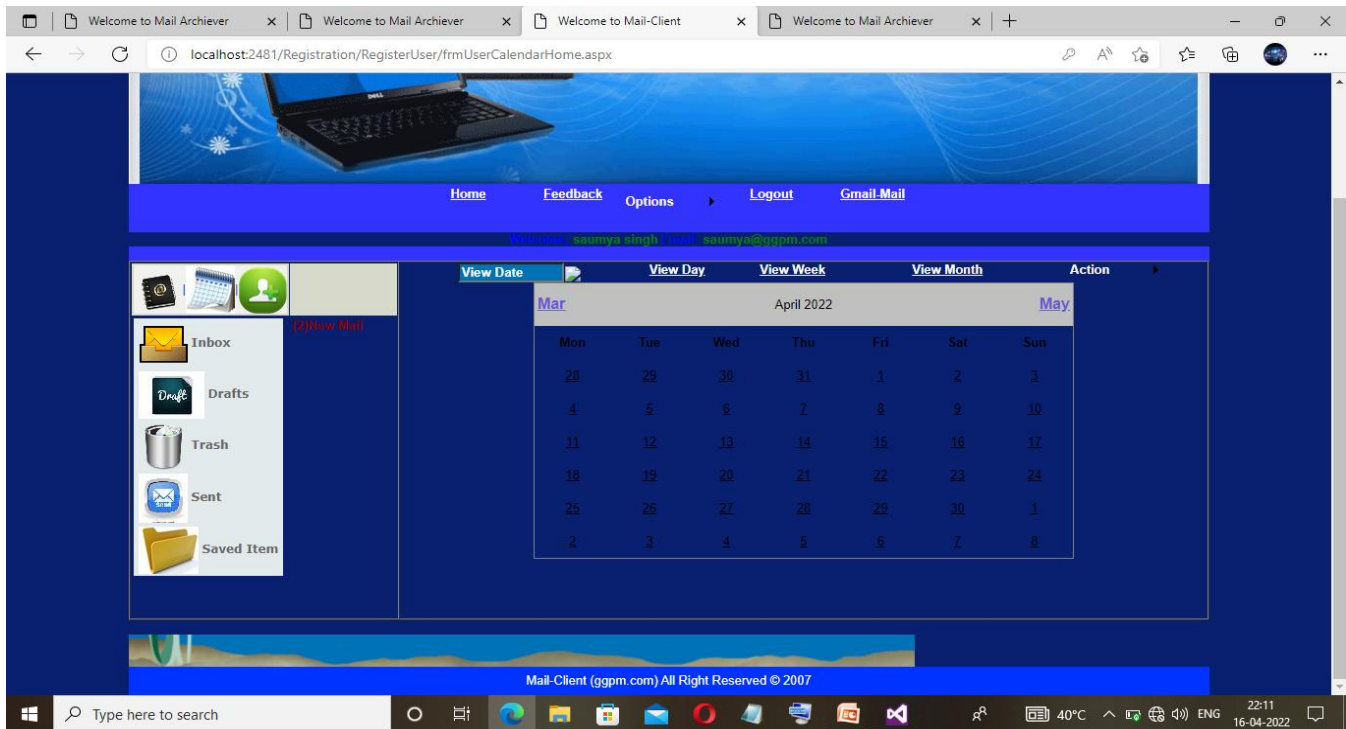 Welcome to Mail Archiever Welcome to Mail Archiever Welcome to Mail-Client Welcome to Mail Archiever
localhost:2481/Registration/RegisterUser/frmUserCalendarHome.aspx
DELL
Home Feedback Options Logout Gmail-Mail
Welcome: saumya singh Email: saumya@ggpm.com
View Date View Day View Week View Month Action
Mar April 2022 May
(2)New Mail
Inbox
Drafts
Draft
Trash
Sent
Saved Item
Mon Tue Wed Thu Fri Sat Sun
28 29 30 31 1 2 3
4 5 6 7 8 9 10
11 12 13 14 15 16 17
18 19 20 21 22 23 24
25 26 27 28 29 30 1
2 3 4 5 6 7 8
Mail-Client (ggpm.com) All Right Reserved © 2007
Type here to search
40°C ENG 22:11
16-04-2022